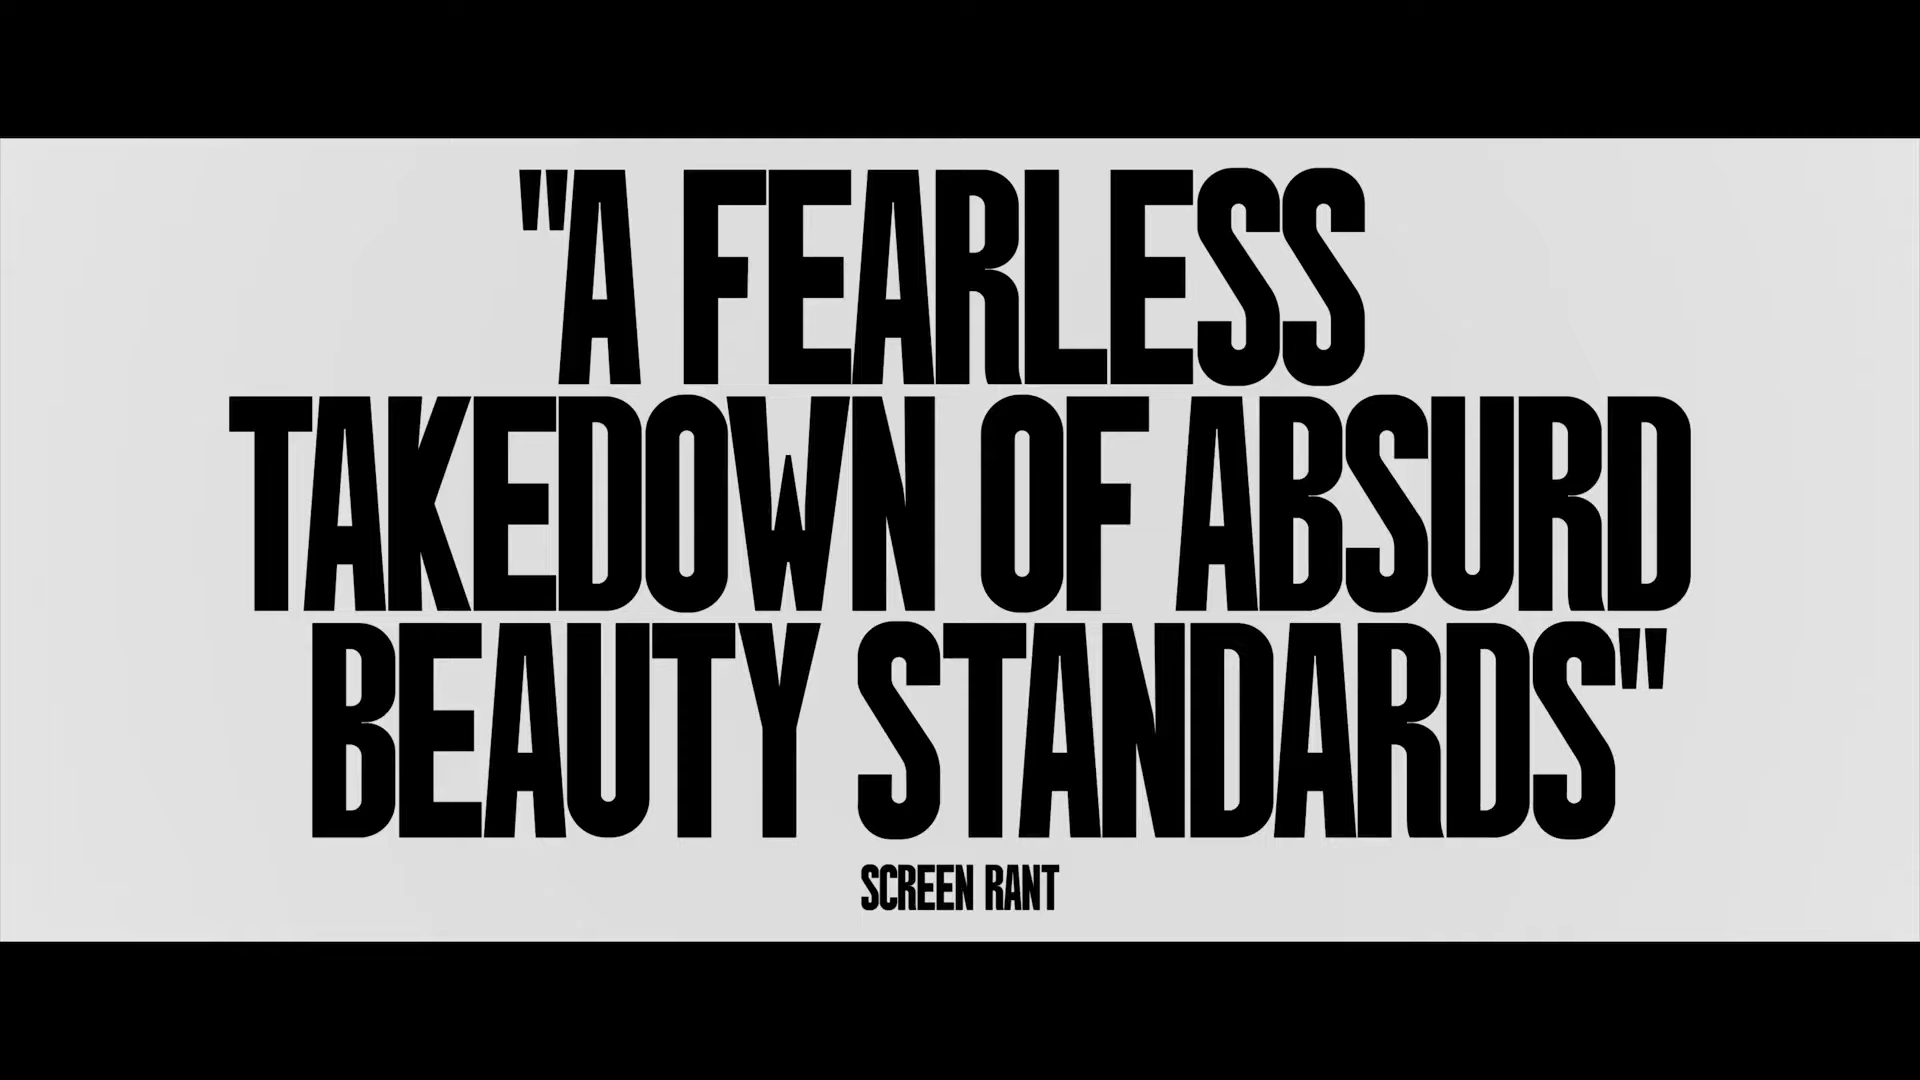 "A FEARLESS
TAKEDOWN OF ABSURD
BEAUTY STANDARDS"
SCREEN RANT